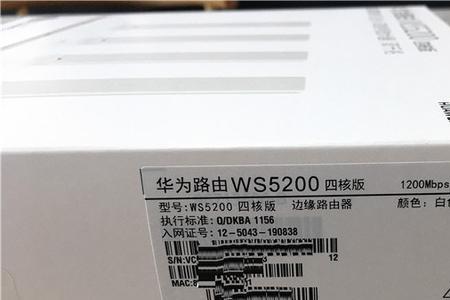 华为路由WS5200 四核版 1200Mbps
型号:WS5200 四核版 边缘路由器 颜色：白色
执行标准: Q/DKBA 1156
入网证号: 12-5043-190838
S/N:VC 12
MAC: